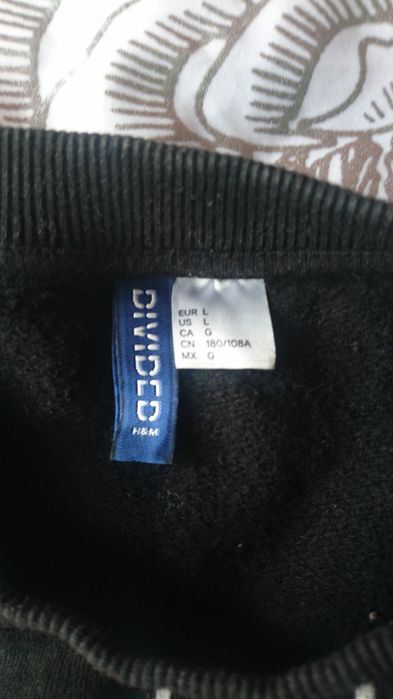 DIVIDED
H&M
EUR L
US L
CA G
CN 180/108A
MX G